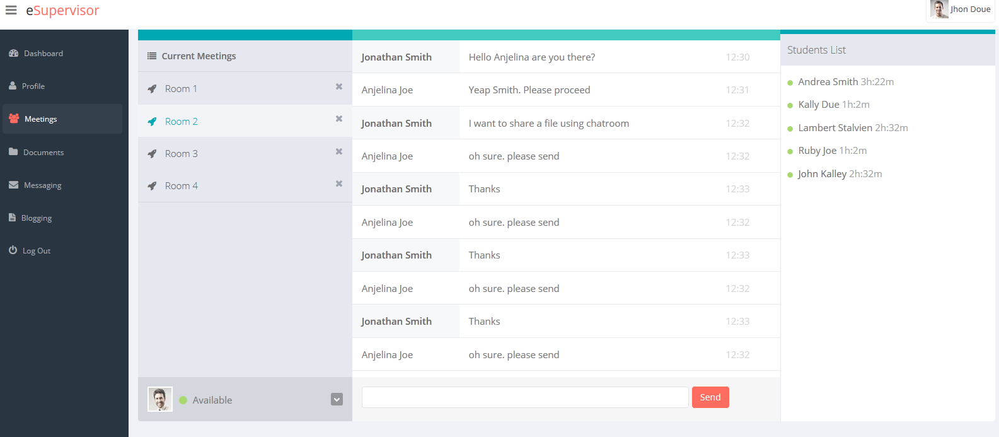 eSupervisor
Jhon Doue
Dashboard
Profile
Meetings
Documents
Messaging
Blogging
Log Out
Current Meetings
Room 1
Room 2
Room 3
Room 4
Available
Jonathan Smith Hello Anjelina are you there? 12:30
Anjelina Joe Yeap Smith. Please proceed 12:31
Jonathan Smith I want to share a file using chatroom 12:32
Anjelina Joe oh sure. please send 12:32
Jonathan Smith Thanks 12:33
Anjelina Joe oh sure. please send 12:32
Jonathan Smith Thanks 12:33
Anjelina Joe oh sure. please send 12:32
Jonathan Smith Thanks 12:33
Anjelina Joe oh sure. please send 12:32
Send
Students List
Andrea Smith 3h:22m
Kally Due 1h:2m
Lambert Stalvien 2h:32m
Ruby Joe 1h:2m
John Kalley 2h:32m